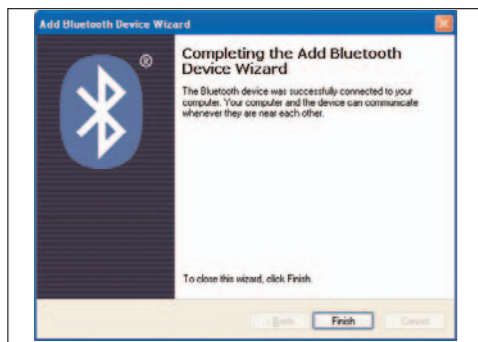 Add Bluetooth Device Wizard
®
Completing the Add Bluetooth
Device Wizard
The Bluetooth device was successfully connected to your
computer. Your computer and the device can communicate
whenever they are near each other.
To close this wizard, click Finish.
< Back Finish Cancel